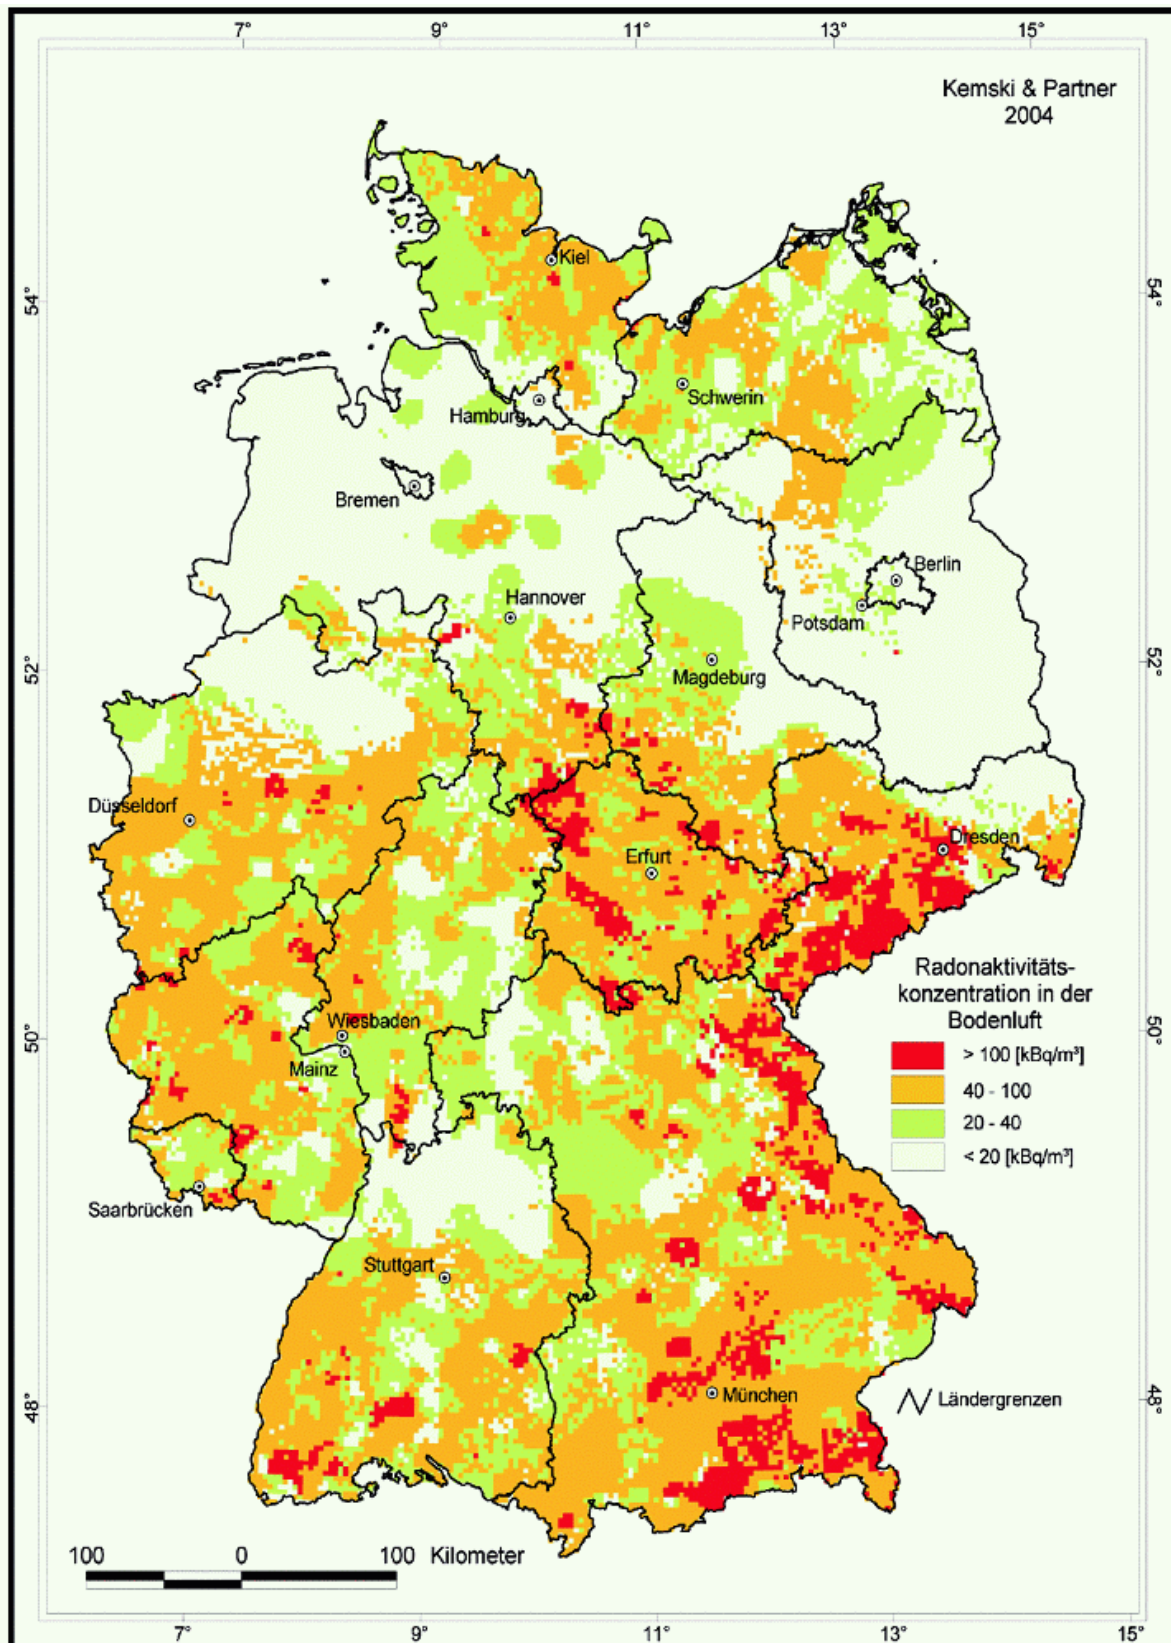 7° 9° 11° 13° 15°
Kemski & Partner
2004
Kiel
54° 54°
Schwerin
Hamburg
Bremen
Berlin
Hannover
Potsdam
52° 52°
Magdeburg
Düsseldorf
Dresden
Erfurt
Radonaktivitäts-
konzentration in der
Bodenluft
Wiesbaden
50° 50°
Mainz
> 100 [kBq/m³]
40 - 100
20 - 40
< 20 [kBq/m³]
Saarbrücken
Stuttgart
München
Ländergrenzen
48° 48°
100 0 100 Kilometer
7° 9° 11° 13° 15°